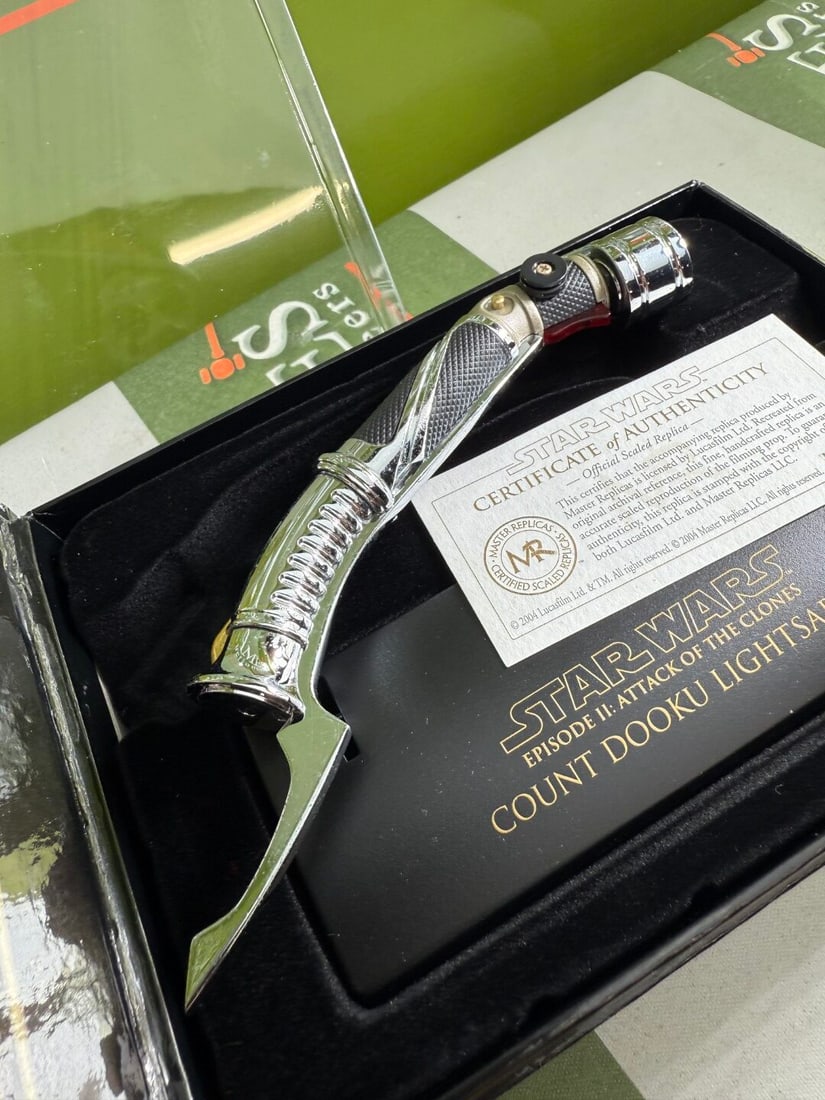 STAR WARS
CERTIFICATE of AUTHENTICITY
— Official Scaled Replica —
This certifies that the accompanying replica produced by
Master Replicas is licensed by Lucasfilm Ltd. Recreated from
original archival reference, this fine, handcrafted replica is an
accurate scaled reproduction of the filming prop. To guara
authenicity, this replica is stamped with the copyright of
both Lucasfilm Ltd. and Master Replicas LLC.
MASTER REPLICAS
MR
CERTIFIED SCALED REPLICAS
© 2004 Lucasfilm Ltd. & TM. All rights reserved. © 2004 Master Replicas LLC. All rights reserved.
STAR WARS
EPISODE II: ATTACK OF THE CLONES
COUNT DOOKU LIGHTSA